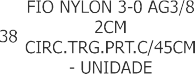 FIO NYLON 3-0 AG3/8
2CM
38
CIRC.TRG.PRT.C/45CM
- UNIDADE